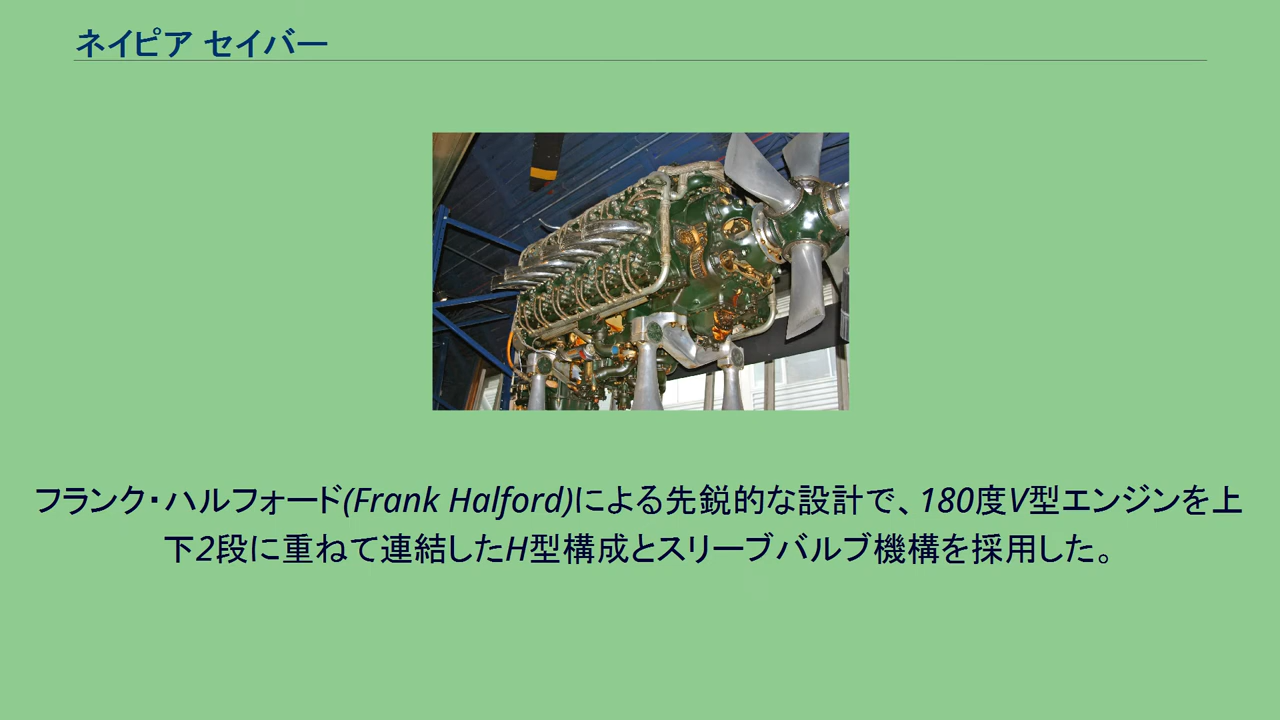 ネイピア セイバー
フランク・ハルフォード(Frank Halford)による先鋭的な設計で、180度V型エンジンを上
下2段に重ねて連結したH型構成とスリーブバルブ機構を採用した。